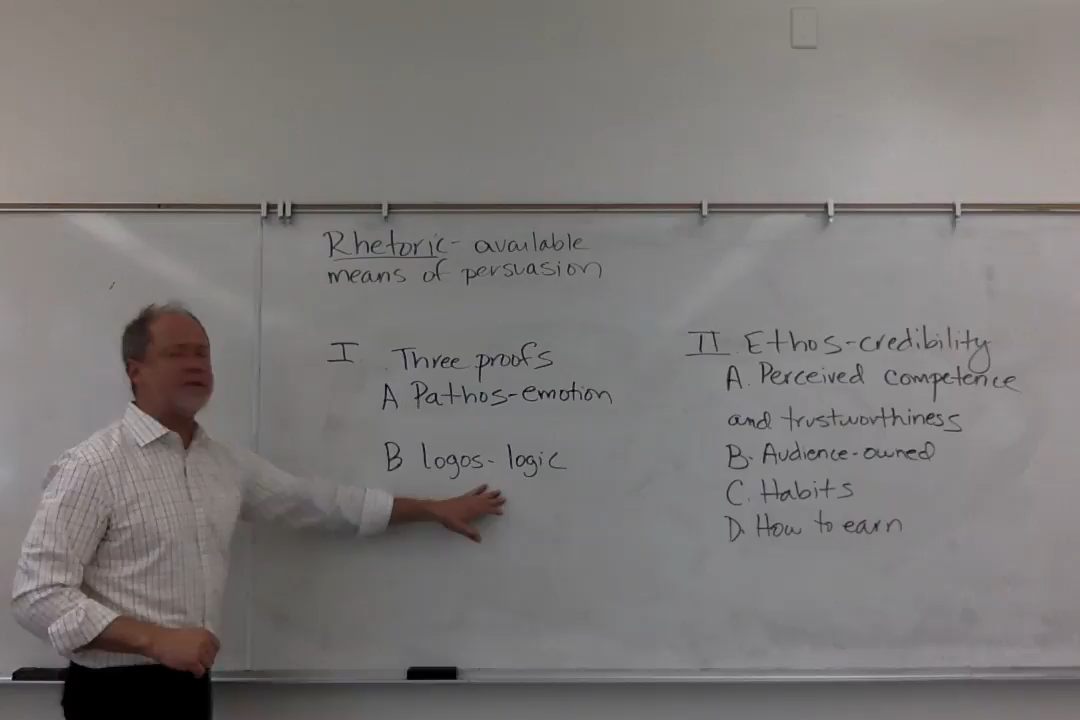 Rhetoric- available
means of persuasion
I Three proofs
A Pathos-emotion
B logos- logic
II Ethos-credibility
A. Perceived competence
and trustworthiness
B. Audience-owned
C. Habits
D. How to earn